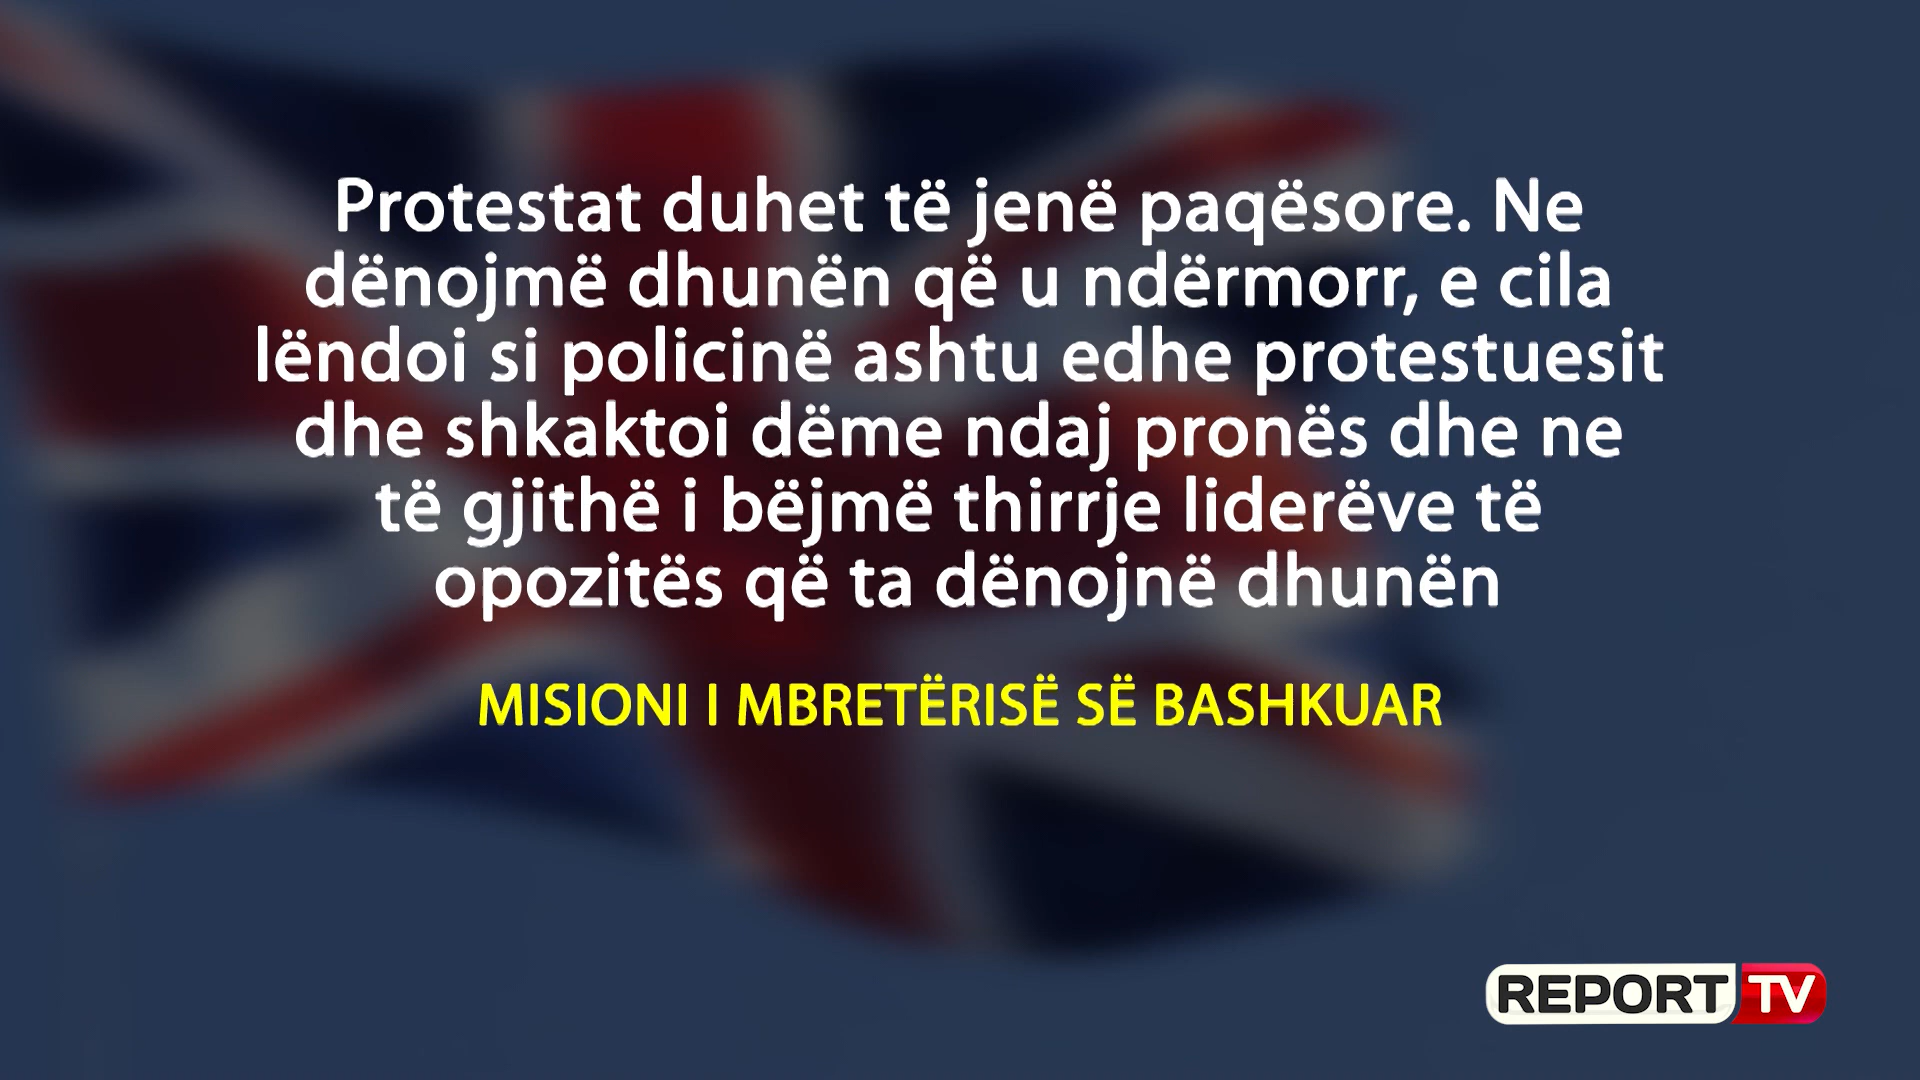 Protestat duhet të jenë paqësore. Ne
dënojmë dhunën që u ndërmorr, e cila
lëndoi si policinë ashtu edhe protestuesit
dhe shkaktoi dëme ndaj pronës dhe ne
të gjithë i bëjmë thirrje liderëve të
opozitës që ta dënojnë dhunën
MISIONI I MBRETËRISË SË BASHKUAR
REPORT TV